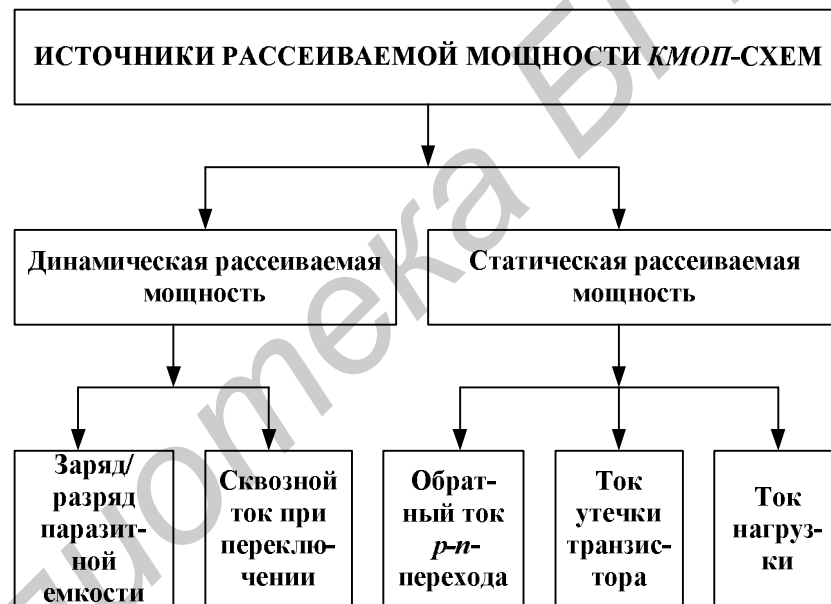 ИСТОЧНИКИ РАССЕИВАЕМОЙ МОЩНОСТИ КМОП-СХЕМ
Динамическая рассеиваемая
мощность
Статическая рассеиваемая
мощность
Заряд/
разряд
паразит-
ной
емкости
Сквозной
ток при
переклю-
чении
Обрат-
ный ток
p-n-
перехода
Ток
утечки
транзис-
тора
Ток
нагруз-
ки